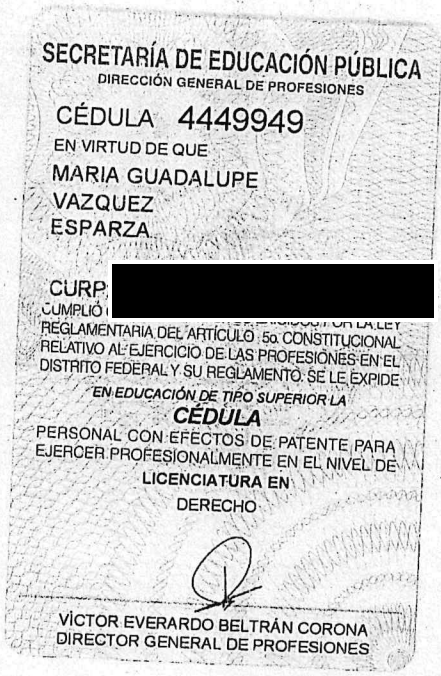 SECRETARÍA DE EDUCACIÓN PÚBLICA
DIRECCIÓN GENERAL DE PROFESIONES
CÉDULA 4449949
EN VIRTUD DE QUE
MARIA GUADALUPE
VAZQUEZ
ESPARZA
CURP
CUMPLIÓ POR LA LEY
REGLAMENTARIA DEL ARTÍCULO 5o. CONSTITUCIONAL
RELATIVO AL EJERCICIO DE LAS PROFESIONES EN EL
DISTRITO FEDERAL Y SU REGLAMENTO. SE LE EXPIDE
EN EDUCACIÓN DE TIPO SUPERIOR LA
CÉDULA
PERSONAL CON EFECTOS DE PATENTE PARA
EJERCER PROFESIONALMENTE EN EL NIVEL DE
LICENCIATURA EN
DERECHO
VÍCTOR EVERARDO BELTRÁN CORONA
DIRECTOR GENERAL DE PROFESIONES